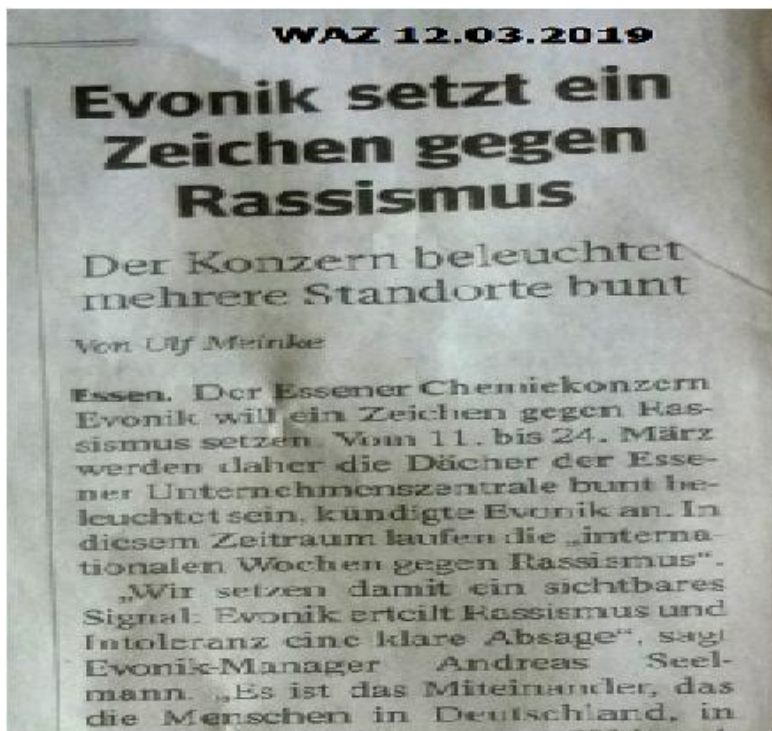 WAZ 12.03.2019
Evonik setzt ein
Zeichen gegen
Rassismus
Der Konzern beleuchtet
mehrere Standorte bunt
Von Ulf Meinke
Essen. Der Essener Chemiekonzern
Evonik will ein Zeichen gegen Ras-
sismus setzen. Vom 11. bis 24. März
werden daher die Dächer der Esse-
ner Unternehmenszentrale bunt be-
leuchtet sein, kündigte Evonik an. In
diesem Zeitraum laufen die „interna-
tionalen Wochen gegen Rassismus“.
„Wir setzen damit ein sichtbares
Signal: Evonik erteilt Rassismus und
Intoleranz eine klare Absage“, sagt
Evonik-Manager Andreas Seel-
mann. „Es ist das Miteinander, das
die Menschen in Deutschland, in